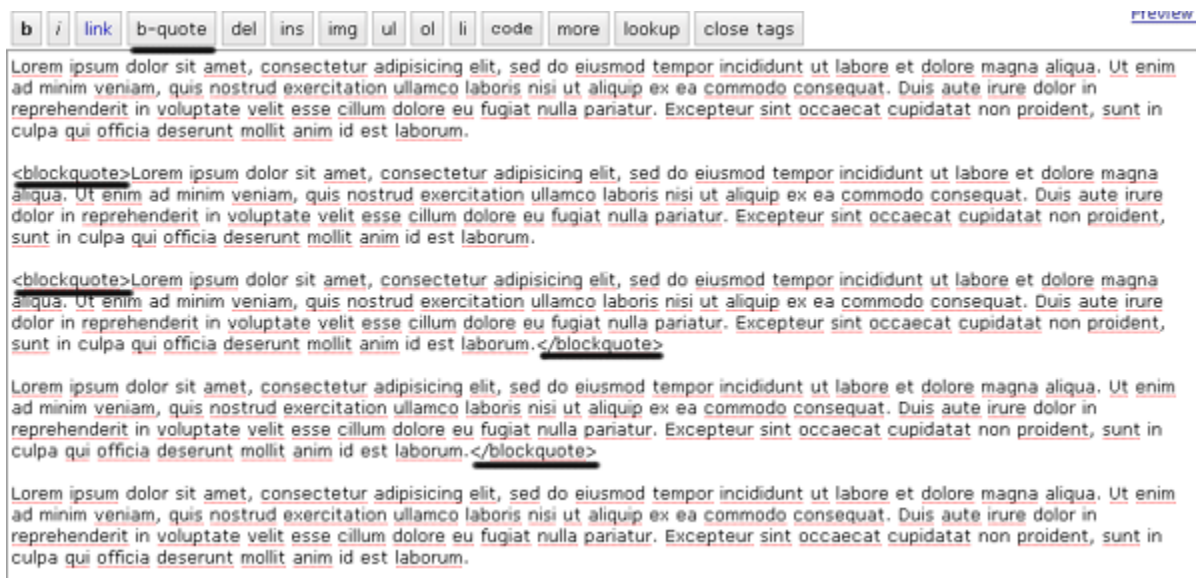 Preview
b i link b-quote del ins img ul ol li code more lookup close tags
Lorem ipsum dolor sit amet, consectetur adipisicing elit, sed do eiusmod tempor incididunt ut labore et dolore magna aliqua. Ut enim
ad minim veniam, quis nostrud exercitation ullamco laboris nisi ut aliquip ex ea commodo consequat. Duis aute irure dolor in
reprehenderit in voluptate velit esse cillum dolore eu fugiat nulla pariatur. Excepteur sint occaecat cupidatat non proident, sunt in
culpa qui officia deserunt mollit anim id est laborum.
<blockquote>Lorem ipsum dolor sit amet, consectetur adipisicing elit, sed do eiusmod tempor incididunt ut labore et dolore magna
aliqua. Ut enim ad minim veniam, quis nostrud exercitation ullamco laboris nisi ut aliquip ex ea commodo consequat. Duis aute irure
dolor in reprehenderit in voluptate velit esse cillum dolore eu fugiat nulla pariatur. Excepteur sint occaecat cupidatat non proident,
sunt in culpa qui officia deserunt mollit anim id est laborum.
<blockquote>Lorem ipsum dolor sit amet, consectetur adipisicing elit, sed do eiusmod tempor incididunt ut labore et dolore magna
aliqua. Ut enim ad minim veniam, quis nostrud exercitation ullamco laboris nisi ut aliquip ex ea commodo consequat. Duis aute irure
dolor in reprehenderit in voluptate velit esse cillum dolore eu fugiat nulla pariatur. Excepteur sint occaecat cupidatat non proident,
sunt in culpa qui officia deserunt mollit anim id est laborum.</blockquote>
Lorem ipsum dolor sit amet, consectetur adipisicing elit, sed do eiusmod tempor incididunt ut labore et dolore magna aliqua. Ut enim
ad minim veniam, quis nostrud exercitation ullamco laboris nisi ut aliquip ex ea commodo consequat. Duis aute irure dolor in
reprehenderit in voluptate velit esse cillum dolore eu fugiat nulla pariatur. Excepteur sint occaecat cupidatat non proident, sunt in
culpa qui officia deserunt mollit anim id est laborum.</blockquote>
Lorem ipsum dolor sit amet, consectetur adipisicing elit, sed do eiusmod tempor incididunt ut labore et dolore magna aliqua. Ut enim
ad minim veniam, quis nostrud exercitation ullamco laboris nisi ut aliquip ex ea commodo consequat. Duis aute irure dolor in
reprehenderit in voluptate velit esse cillum dolore eu fugiat nulla pariatur. Excepteur sint occaecat cupidatat non proident, sunt in
culpa qui officia deserunt mollit anim id est laborum.